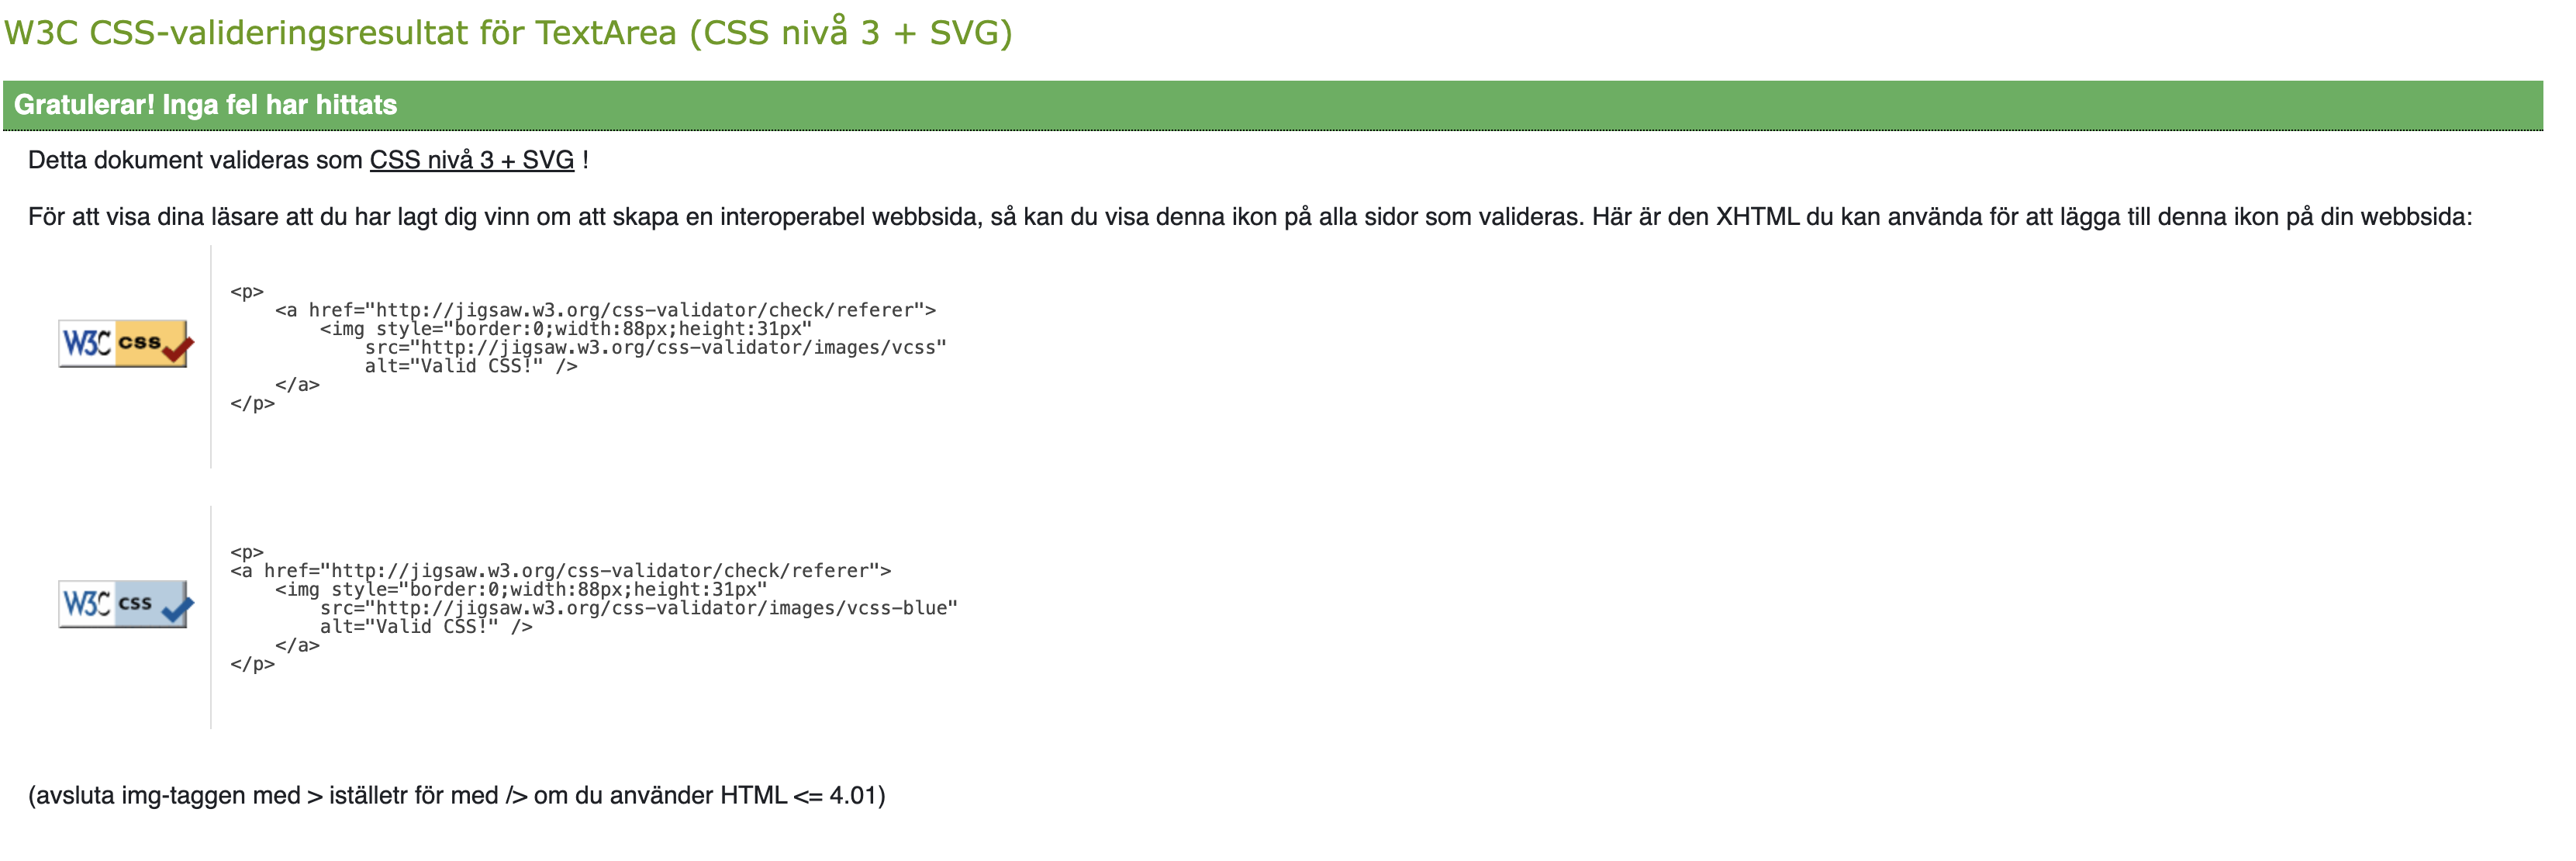 W3C CSS-valideringsresultat för TextArea (CSS nivå 3 + SVG)
Gratulerar! Inga fel har hittats
Detta dokument valideras som CSS nivå 3 + SVG !
För att visa dina läsare att du har lagt dig vinn om att skapa en interoperabel webbsida, så kan du visa denna ikon på alla sidor som valideras. Här är den XHTML du kan använda för att lägga till denna ikon på din webbsida:
W3C css
<p>
    <a href="http://jigsaw.w3.org/css-validator/check/referer">
        <img style="border:0;width:88px;height:31px"
            src="http://jigsaw.w3.org/css-validator/images/vcss"
            alt="Valid CSS!" />
    </a>
</p>
W3C css
<p>
<a href="http://jigsaw.w3.org/css-validator/check/referer">
    <img style="border:0;width:88px;height:31px"
        src="http://jigsaw.w3.org/css-validator/images/vcss-blue"
        alt="Valid CSS!" />
    </a>
</p>
(avsluta img-taggen med > iställetr för med /> om du använder HTML <= 4.01)